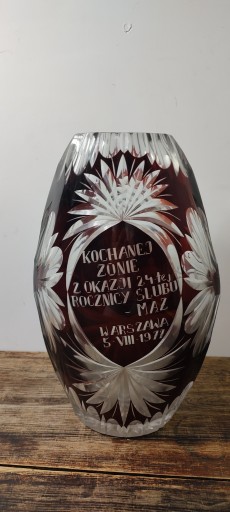 KOCHANEJ
ŻONIE
Z OKAZJI 24 tej
ROCZNICY ŚLUBU
MĄŻ
WARSZAWA
5-VIII-1977